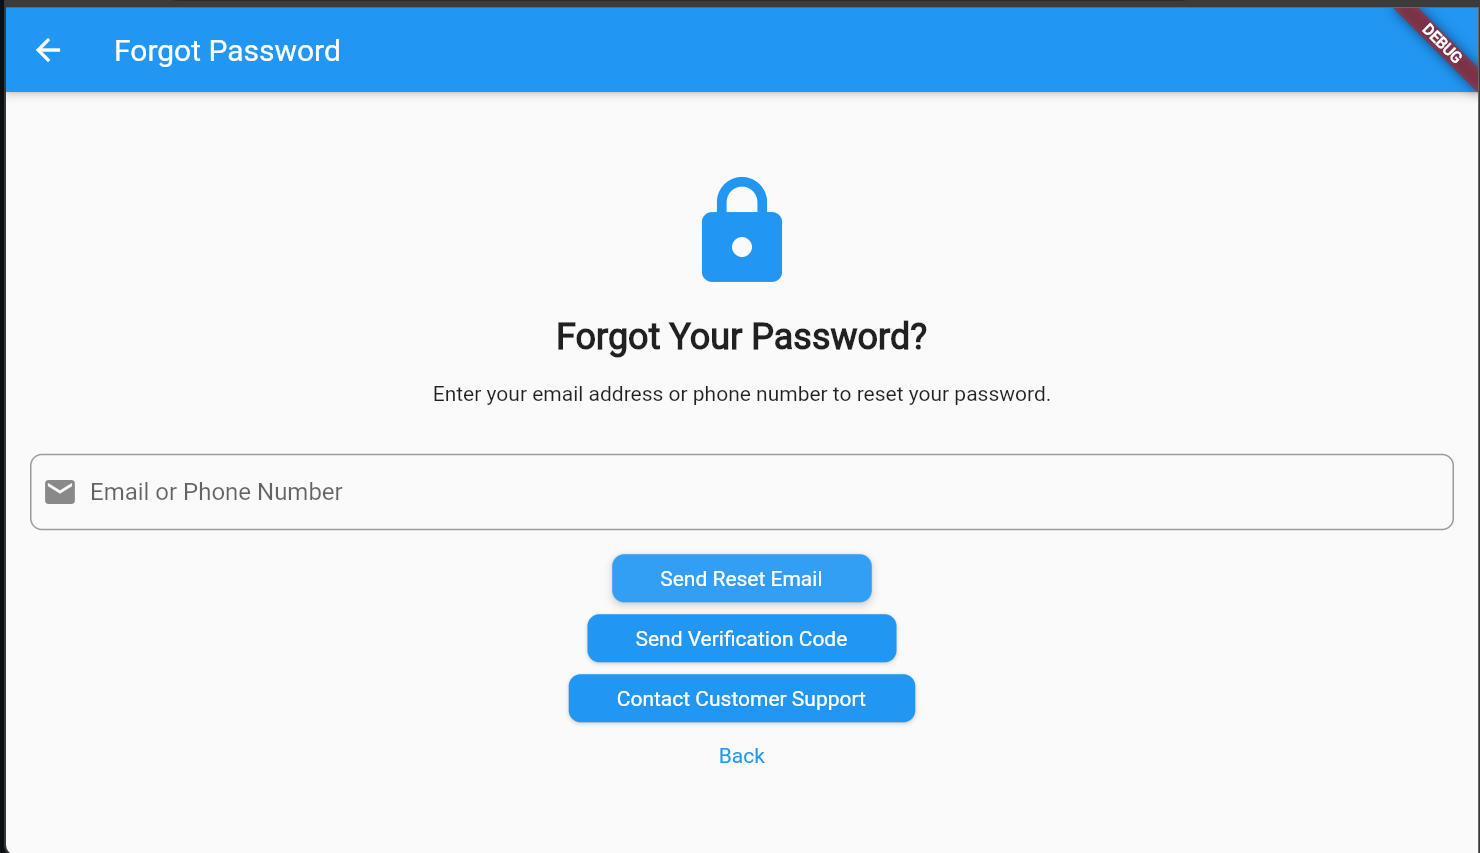 Forgot Password
DEBUG
Forgot Your Password?
Enter your email address or phone number to reset your password.
Email or Phone Number
Send Reset Email
Send Verification Code
Contact Customer Support
Back